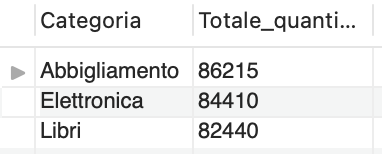 Categoria Totale_quanti...
Abbigliamento 86215
Elettronica 84410
Libri 82440